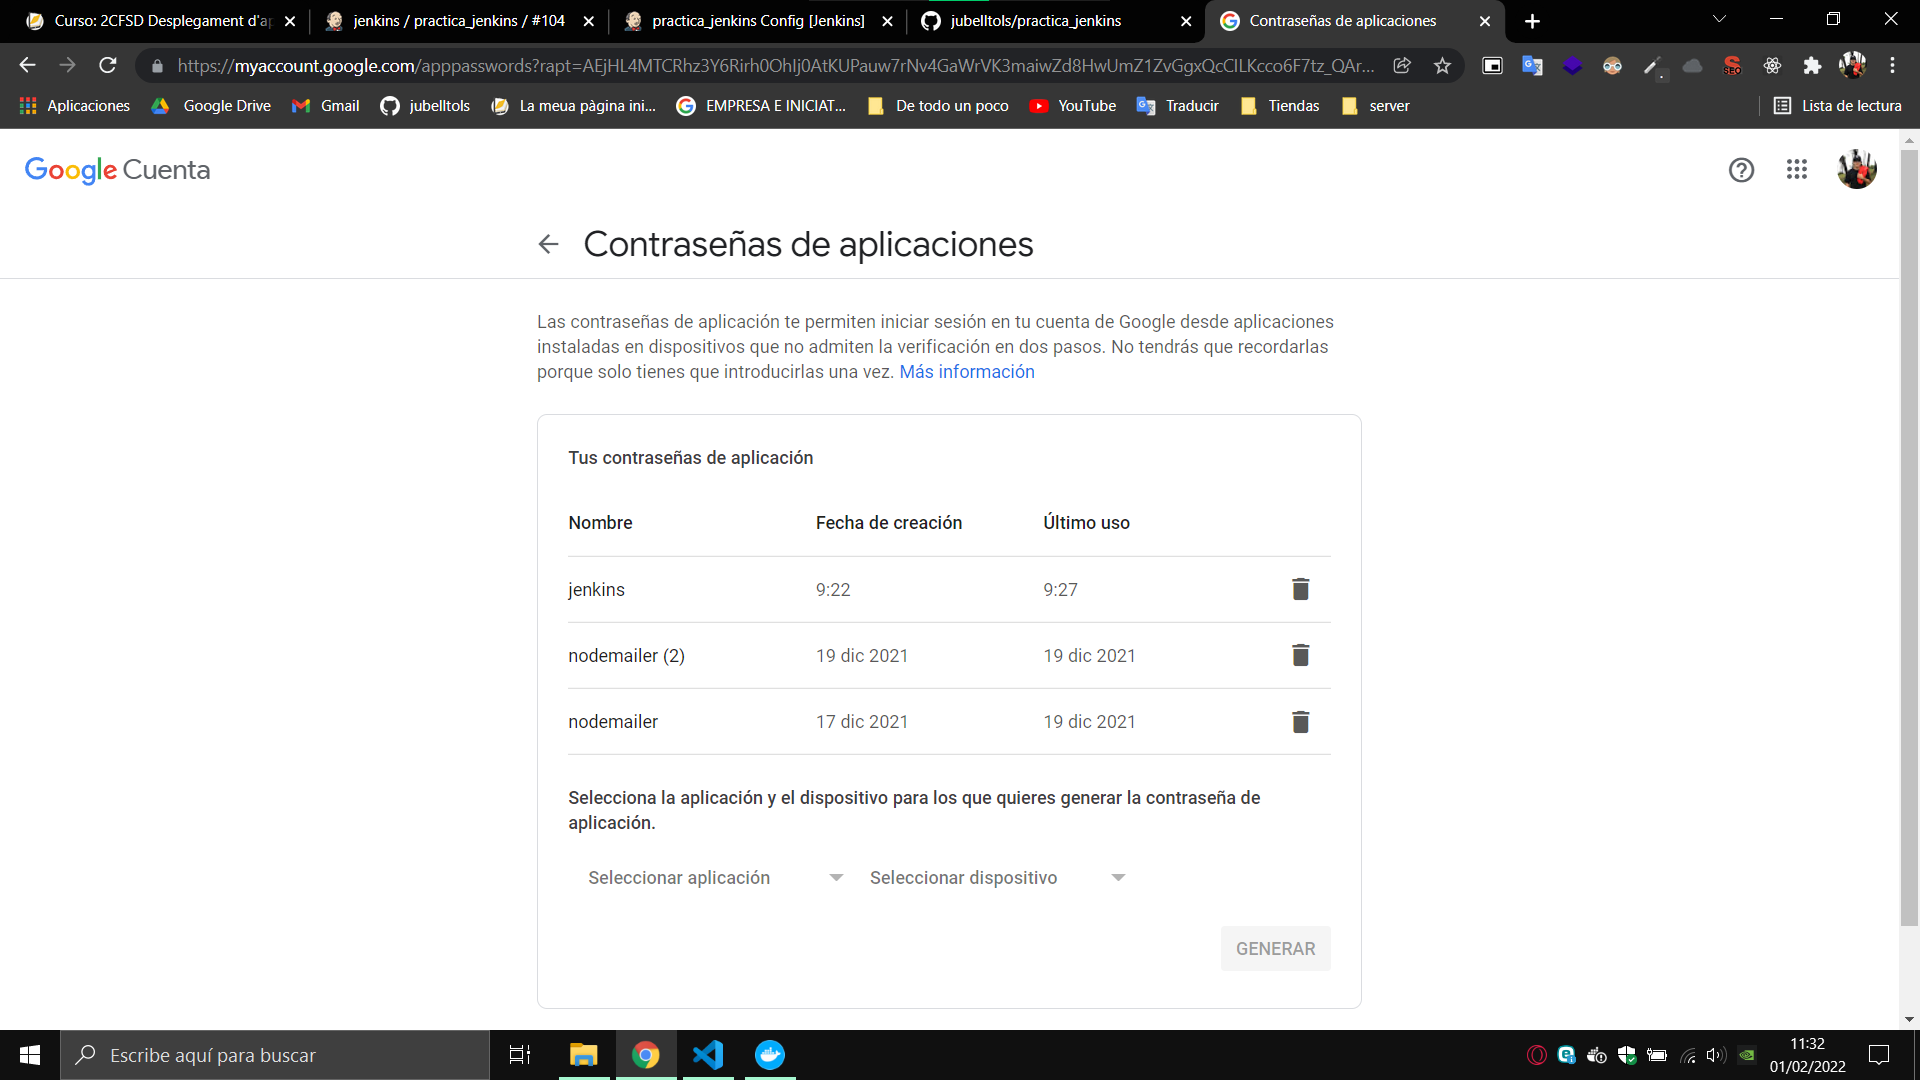 Curso: 2CFSD Desplegament d'ap
jenkins / practica_jenkins / #104
practica_jenkins Config [Jenkins]
jubelltols/practica_jenkins
Contraseñas de aplicaciones
Aplicaciones
Google Drive
Gmail
jubelltols
La meua pàgina ini...
EMPRESA E INICIAT...
De todo un poco
YouTube
Traducir
Tiendas
server
Lista de lectura
Google Cuenta
Contraseñas de aplicaciones
Las contraseñas de aplicación te permiten iniciar sesión en tu cuenta de Google desde aplicaciones
instaladas en dispositivos que no admiten la verificación en dos pasos. No tendrás que recordarlas
porque solo tienes que introducirlas una vez. Más información
Tus contraseñas de aplicación
Nombre Fecha de creación Último uso
jenkins 9:22 9:27
nodemailer (2) 19 dic 2021 19 dic 2021
nodemailer 17 dic 2021 19 dic 2021
Selecciona la aplicación y el dispositivo para los que quieres generar la contraseña de
aplicación.
Seleccionar aplicación Seleccionar dispositivo
GENERAR
Escribe aquí para buscar
11:32
01/02/2022